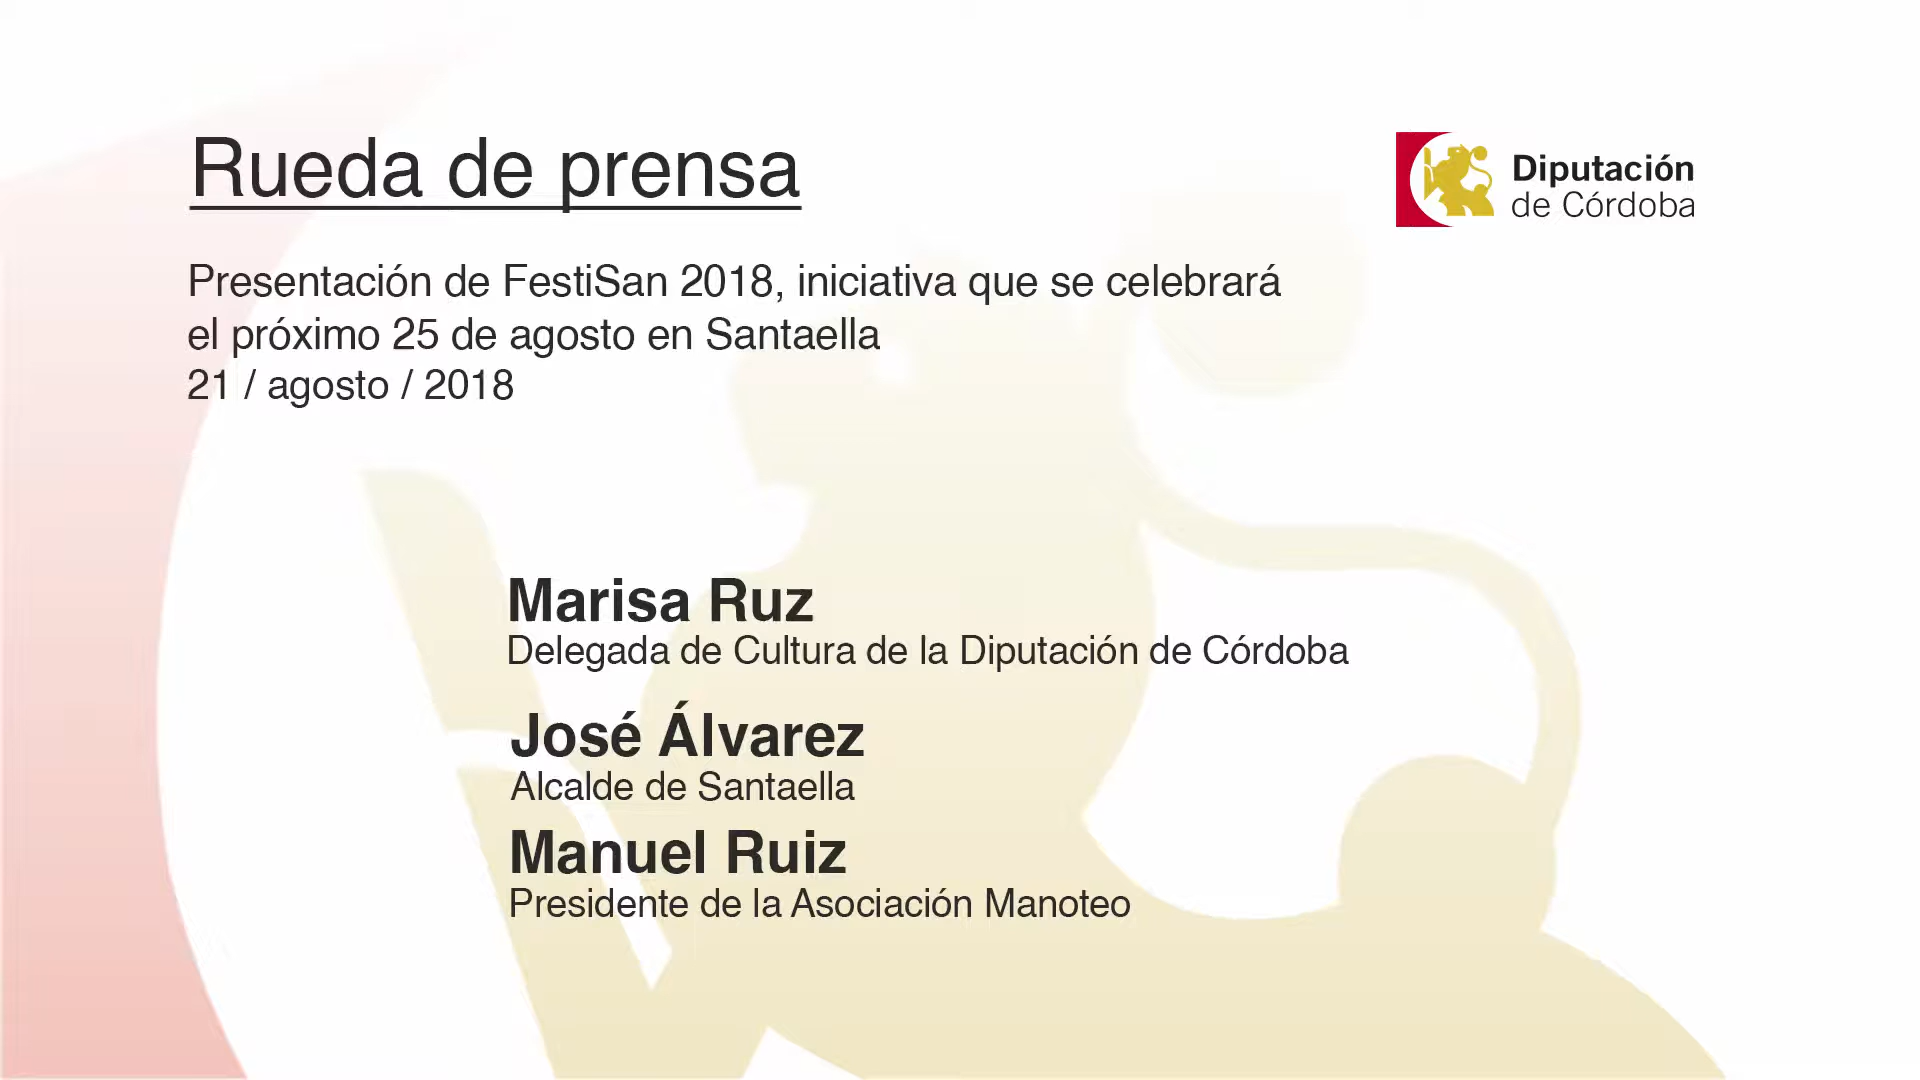 Rueda de prensa
Diputación
de Córdoba
Presentación de FestiSan 2018, iniciativa que se celebrará
el próximo 25 de agosto en Santaella
21 / agosto / 2018
Marisa Ruz
Delegada de Cultura de la Diputación de Córdoba
José Álvarez
Alcalde de Santaella
Manuel Ruiz
Presidente de la Asociación Manoteo